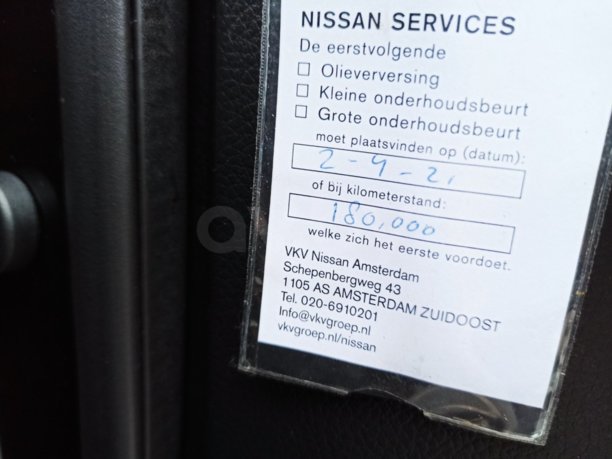 NISSAN SERVICES
De eerstvolgende
☐ Olieverversing
☐ Kleine onderhoudsbeurt
☐ Grote onderhoudsbeurt
moet plaatsvinden op (datum):
2-4-21
of bij kilometerstand:
180,000
welke zich het eerste voordoet.
VKV Nissan Amsterdam
Schepenbergweg 43
1105 AS AMSTERDAM ZUIDOOST
Tel. 020-6910201
Info@vkvgroep.nl
vkvgroep.nl/nissan